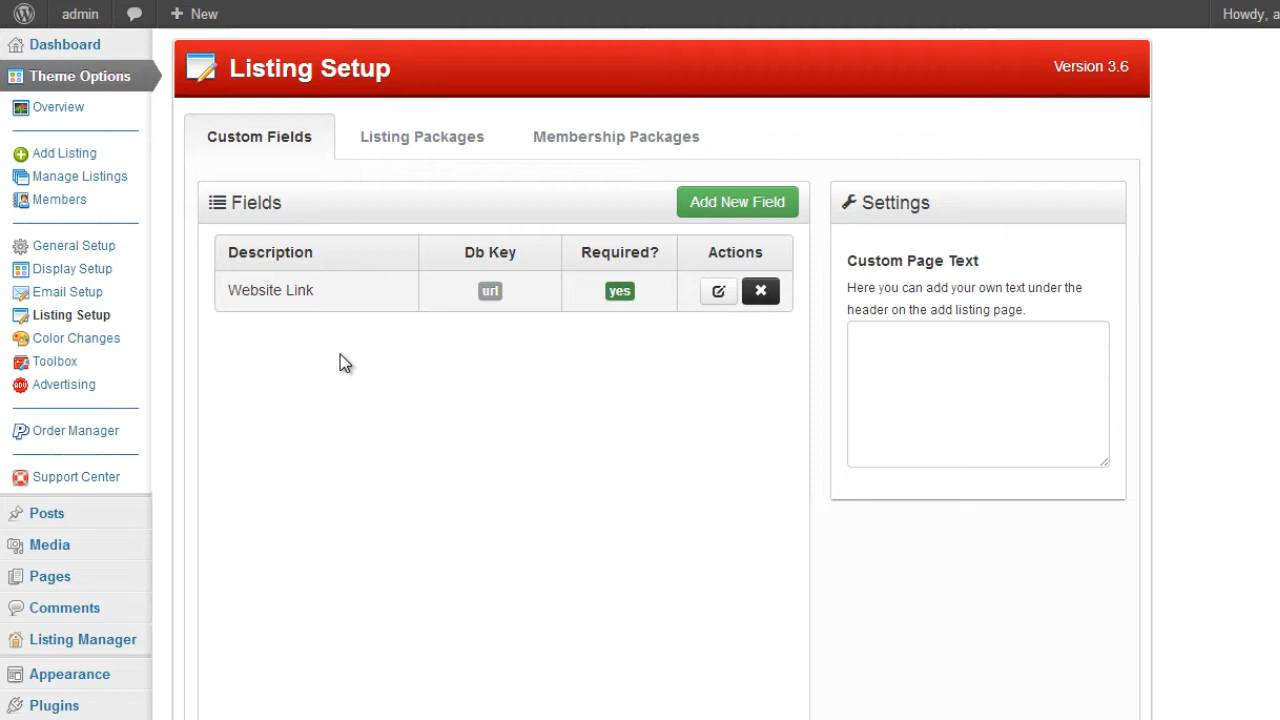 admin
New
Howdy, a
Dashboard
Theme Options
Overview
Add Listing
Manage Listings
Members
General Setup
Display Setup
Email Setup
Listing Setup
Color Changes
Toolbox
ADV
Advertising
Order Manager
Support Center
Posts
Media
Pages
Comments
Listing Manager
Appearance
Plugins
Listing Setup
Version 3.6
Custom Fields
Listing Packages
Membership Packages
Fields
Add New Field
Description
Db Key
Required?
Actions
Website Link
url
yes
Settings
Custom Page Text
Here you can add your own text under the
header on the add listing page.